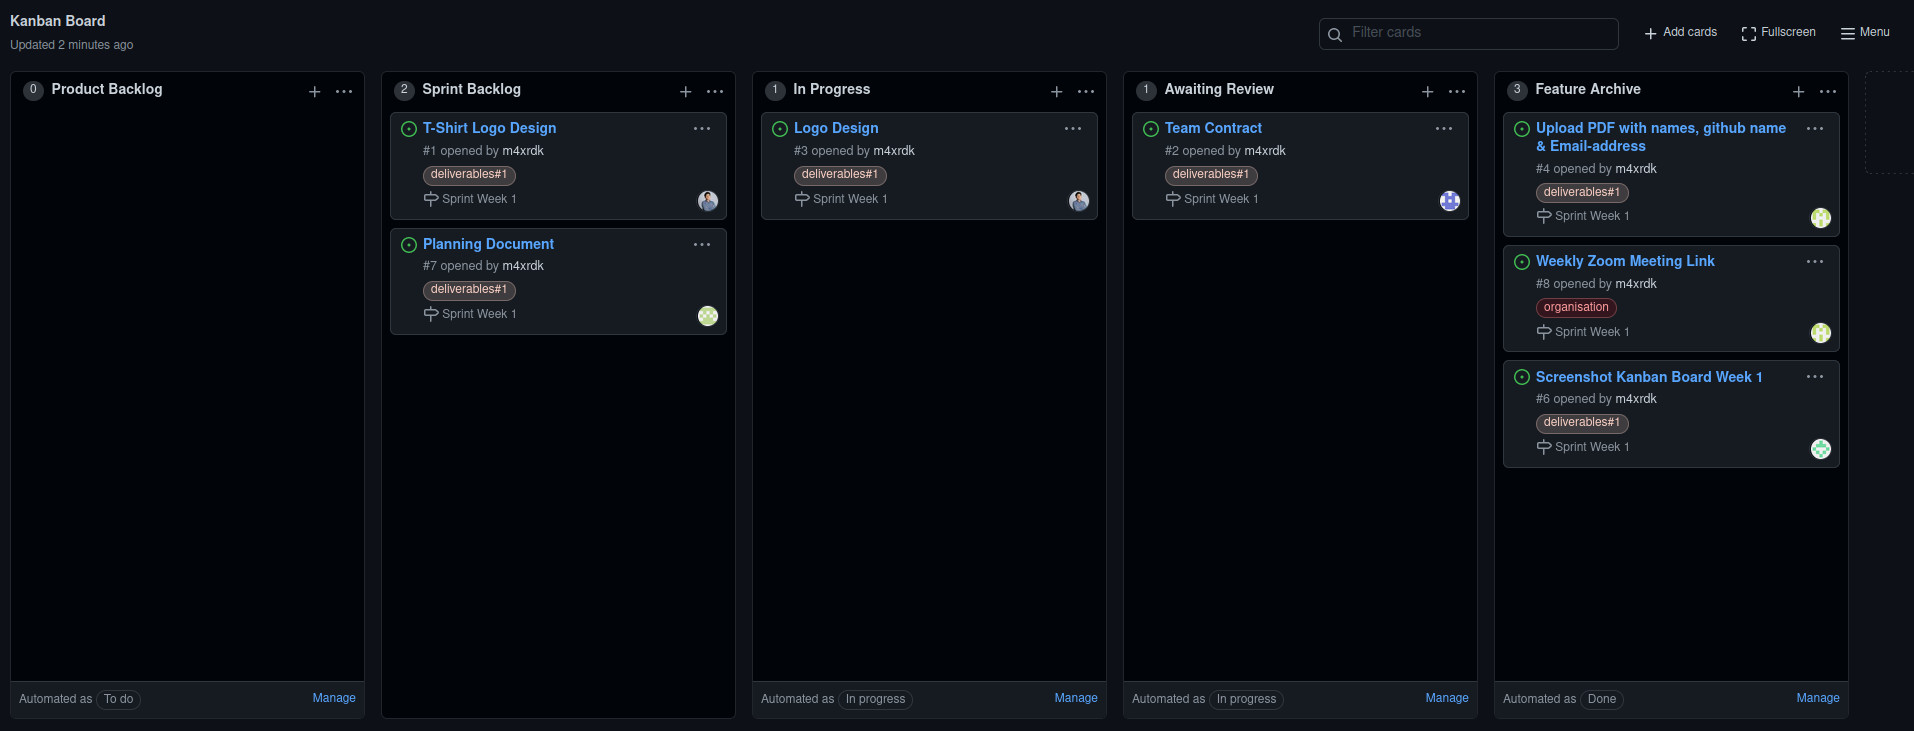 Kanban Board
Updated 2 minutes ago
Filter cards
Add cards
Fullscreen
Menu
0 Product Backlog
Automated as To do
Manage
2 Sprint Backlog
T-Shirt Logo Design
#1 opened by m4xrdk
deliverables#1
Sprint Week 1
Planning Document
#7 opened by m4xrdk
deliverables#1
Sprint Week 1
1 In Progress
Logo Design
#3 opened by m4xrdk
deliverables#1
Sprint Week 1
Automated as In progress
Manage
1 Awaiting Review
Team Contract
#2 opened by m4xrdk
deliverables#1
Sprint Week 1
Automated as In progress
Manage
3 Feature Archive
Upload PDF with names, github name
& Email-address
#4 opened by m4xrdk
deliverables#1
Sprint Week 1
Weekly Zoom Meeting Link
#8 opened by m4xrdk
organisation
Sprint Week 1
Screenshot Kanban Board Week 1
#6 opened by m4xrdk
deliverables#1
Sprint Week 1
Automated as Done
Manage